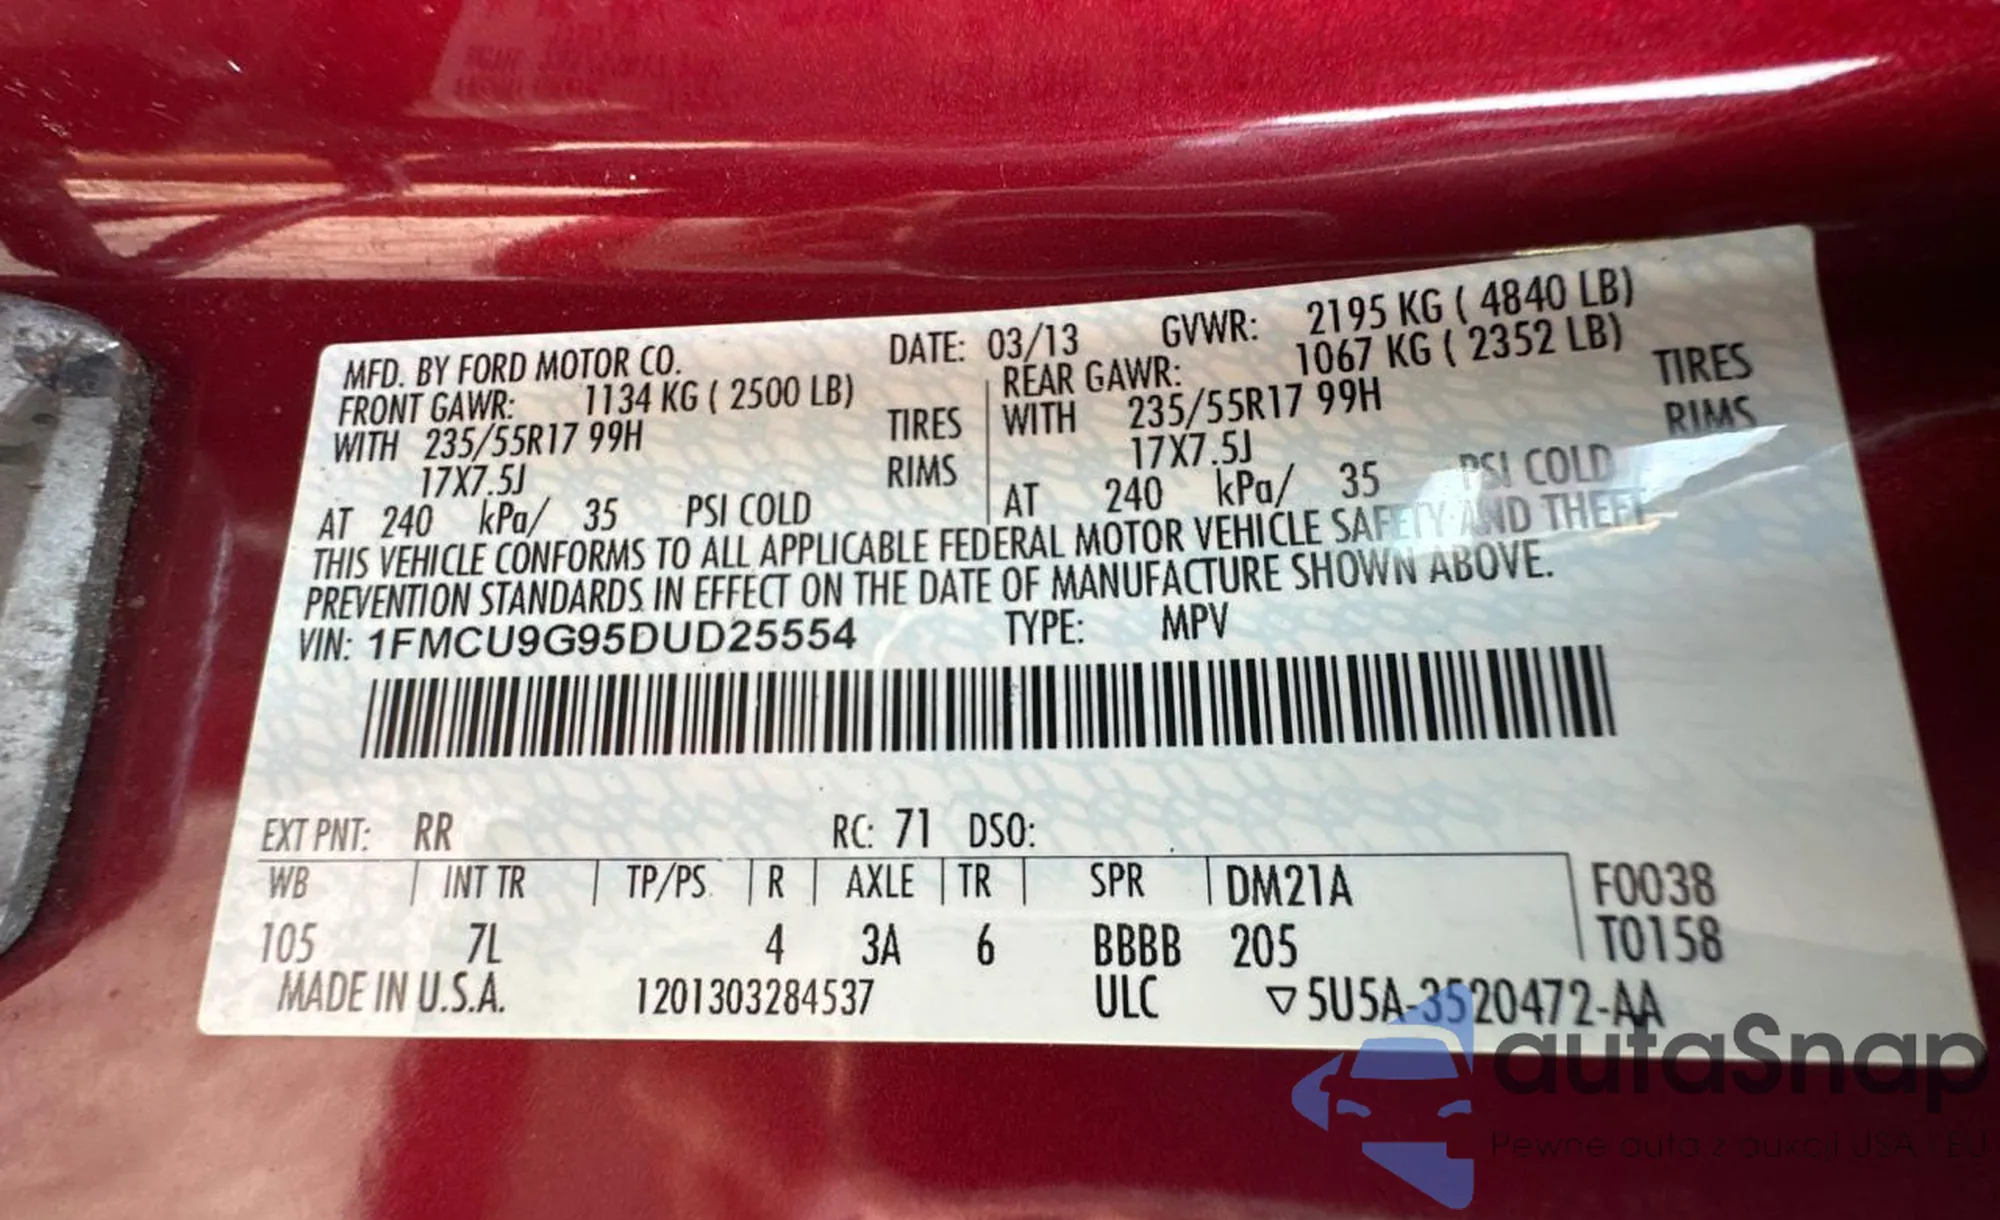 MFD. BY FORD MOTOR CO. DATE: 03/13 GVWR: 2195 KG ( 4840 LB)
FRONT GAWR: 1134 KG ( 2500 LB) REAR GAWR: 1067 KG ( 2352 LB)
WITH 235/55R17 99H TIRES WITH 235/55R17 99H TIRES
17X7.5J RIMS 17X7.5J RIMS
AT 240 kPa/ 35 PSI COLD AT 240 kPa/ 35 PSI COLD
THIS VEHICLE CONFORMS TO ALL APPLICABLE FEDERAL MOTOR VEHICLE SAFETY AND THEFT
PREVENTION STANDARDS IN EFFECT ON THE DATE OF MANUFACTURE SHOWN ABOVE.
VIN: 1FMCU9G95DUD25554 TYPE: MPV
EXT PNT: RR RC: 71 DSO:
WB INT TR TP/PS R AXLE TR SPR DM21A F0038
105 7L 4 3A 6 BBBB 205 T0158
MADE IN U.S.A. 1201303284537 ULC ▽5U5A-3520472-AA
autaSnap
Pewne auta z aukcji USA i EU